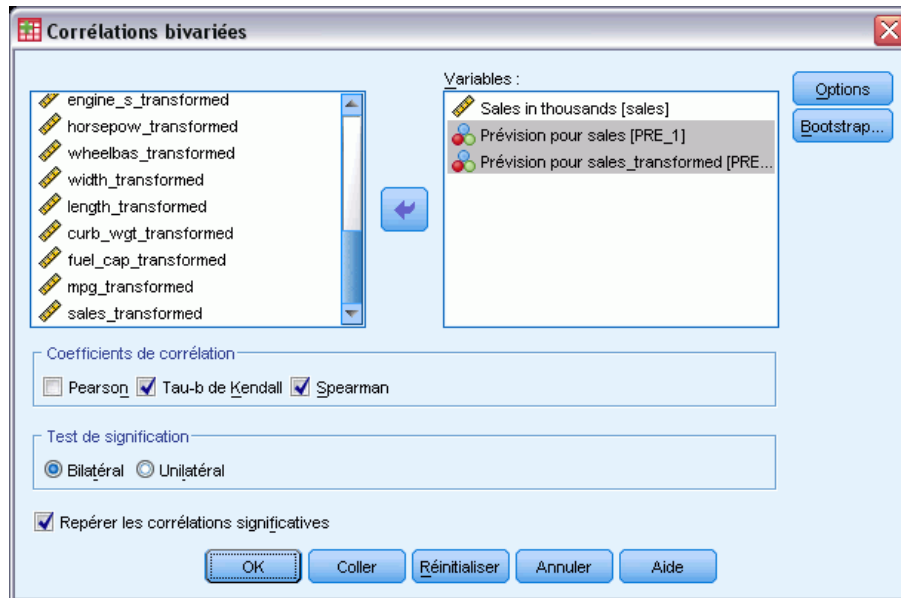 Corrélations bivariées
engine_s_transformed
horsepow_transformed
wheelbas_transformed
width_transformed
length_transformed
curb_wgt_transformed
fuel_cap_transformed
mpg_transformed
sales_transformed
Variables :
Sales in thousands [sales]
Prévision pour sales [PRE_1]
Prévision pour sales_transformed [PRE...
Options
Bootstrap...
Coefficients de corrélation
Pearson Tau-b de Kendall Spearman
Test de signification
Bilatéral Unilatéral
Repérer les corrélations significatives
OK Coller Réinitialiser Annuler Aide